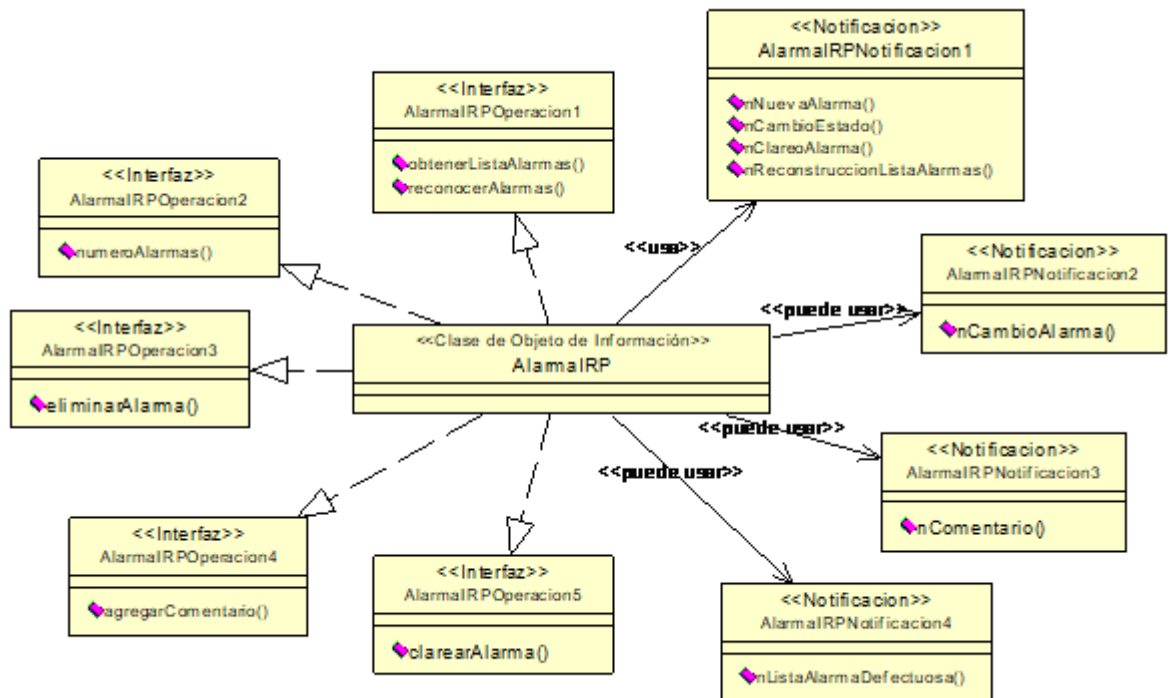 <<Notificacion>>
AlarmaIRPNotificacion1
nNuevaAlarma()
nCambioEstado()
nClareoAlarma()
nReconstruccionListaAlarmas()
<<Interfaz>>
AlarmaIRPOperacion1
obtenerListaAlarmas()
reconocerAlarmas()
<<Interfaz>>
AlarmaIRPOperacion2
numeroAlarmas()
<<usa>>
<<Notificacion>>
AlarmaIRPNotificacion2
nCambioAlarma()
<<puede usar>>
<<Interfaz>>
AlarmaIRPOperacion3
eliminarAlarma()
<<Clase de Objeto de Información>>
AlarmaIRP
<<puede usar>>
<<Notificacion>>
AlarmaIRPNotificacion3
nComentario()
<<puede usar>>
<<Interfaz>>
AlarmaIRPOperacion4
agregarComentario()
<<Interfaz>>
AlarmaIRPOperacion5
clarearAlarma()
<<Notificacion>>
AlarmaIRPNotificacion4
nListaAlarmaDefectuosa()